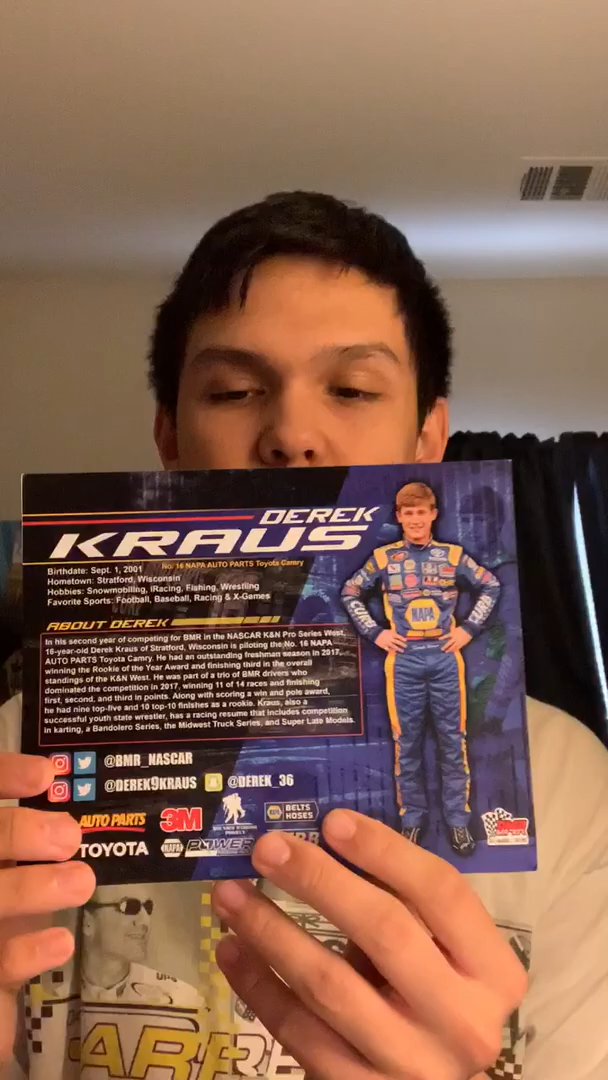 DEREK
KRAUS
No. 16 NAPA AUTO PARTS Toyota Camry
Birthdate: Sept. 1, 2001
Hometown: Stratford, Wisconsin
Hobbies: Snowmobiling, iRacing, Fishing, Wrestling
Favorite Sports: Football, Baseball, Racing & X-Games
ABOUT DEREK
In his second year of competing for BMR in the NASCAR K&N Pro Series West,
16-year-old Derek Kraus of Stratford, Wisconsin is piloting the No. 16 NAPA
AUTO PARTS Toyota Camry. He had an outstanding freshman season in 2017,
winning the Rookie of the Year Award and finishing third in the overall
standings of the K&N West. He was part of a trio of BMR drivers who
dominated the competition in 2017, winning 11 of 14 races and finishing
first, second, and third in points. Along with scoring a win and pole award,
he had nine top-five and 10 top-10 finishes as a rookie. Kraus, also a
successful youth state wrestler, has a racing resume that includes competition
in karting, a Bandolero Series, the Midwest Truck Series, and Super Late Models.
@BMR_NASCAR
@DEREK9KRAUS @DEREK_36
AUTO PARTS 3M NAPA BELTS HOSES
TOYOTA NAPA POWER
NAPA
UPS